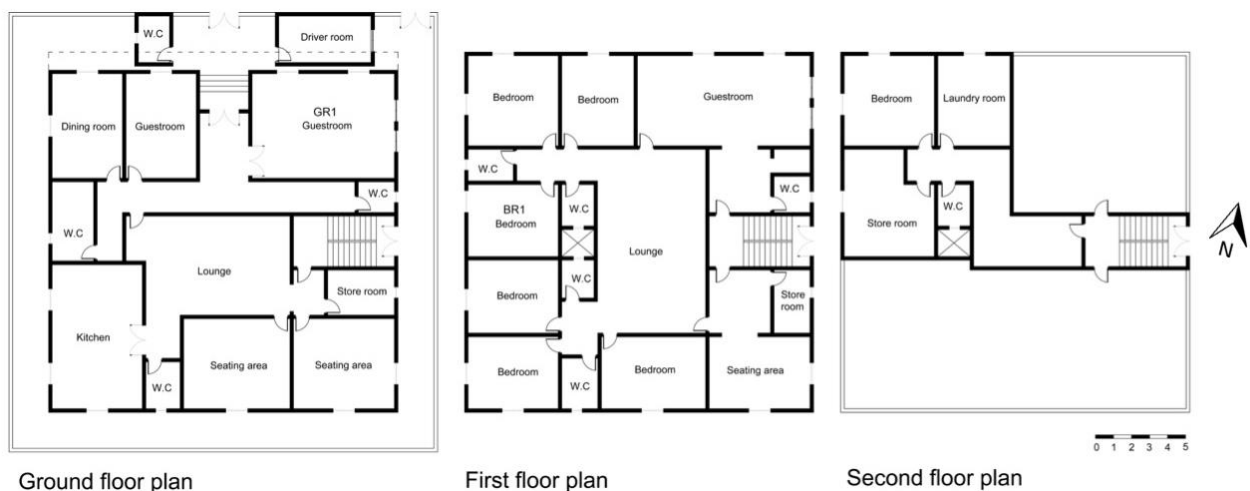 W.C
Driver room
Dining room
Guestroom
GR1
Guestroom
W.C
W.C
Lounge
Store room
Kitchen
Seating area
Seating area
W.C
Ground floor plan
Bedroom
Bedroom
Guestroom
W.C
W.C
W.C
BR1
Bedroom
Lounge
W.C
Bedroom
Store
room
Bedroom
W.C
Bedroom
Seating area
First floor plan
Bedroom
Laundry room
Store room
W.C
Second floor plan
N
0 1 2 3 4 5